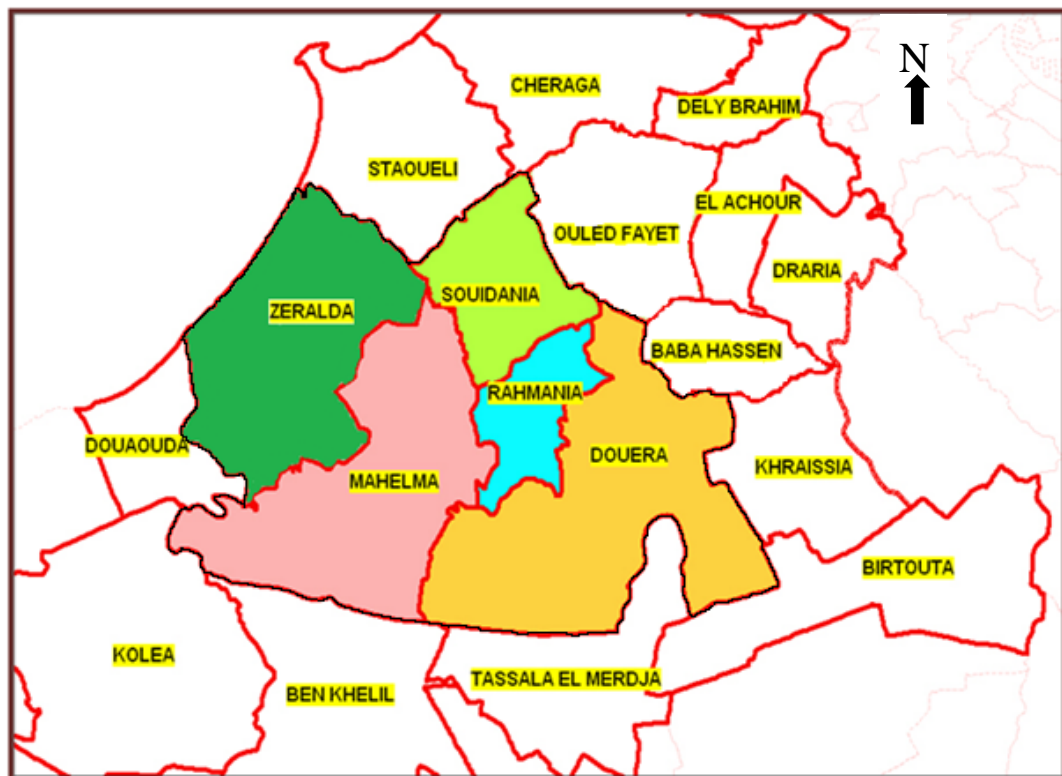 N
CHERAGA
DELY BRAHIM
STAOUELI
EL ACHOUR
OULED FAYET
DRARIA
SOUIDANIA
ZERALDA
BABA HASSEN
RAHMANIA
DOUAOUDA
DOUERA
KHRAISSIA
MAHELMA
BIRTOUTA
KOLEA
TASSALA EL MERDJA
BEN KHELIL